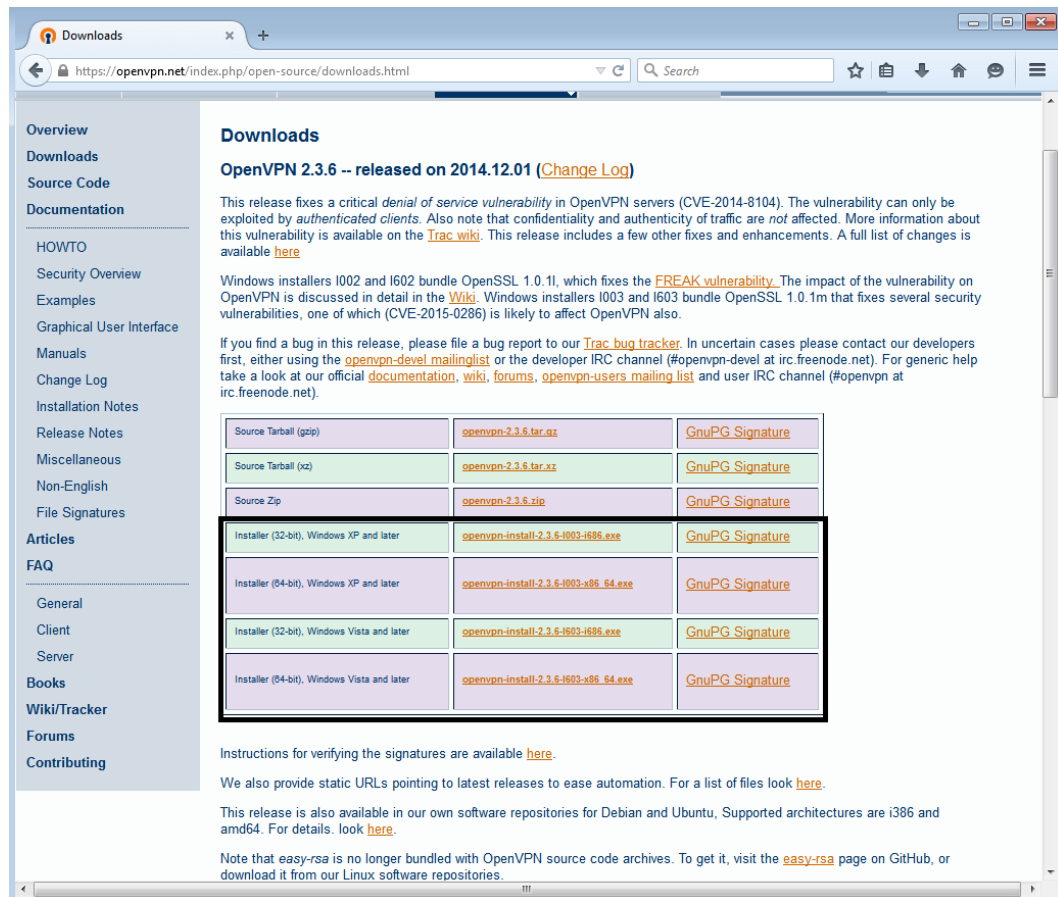 Downloads
https://openvpn.net/index.php/open-source/downloads.html
Search
Overview
Downloads
Source Code
Documentation
HOWTO
Security Overview
Examples
Graphical User Interface
Manuals
Change Log
Installation Notes
Release Notes
Miscellaneous
Non-English
File Signatures
Articles
FAQ
General
Client
Server
Books
Wiki/Tracker
Forums
Contributing
Downloads
OpenVPN 2.3.6 -- released on 2014.12.01 (Change Log)
This release fixes a critical denial of service vulnerability in OpenVPN servers (CVE-2014-8104). The vulnerability can only be
exploited by authenticated clients. Also note that confidentiality and authenticity of traffic are not affected. More information about
this vulnerability is available on the Trac wiki. This release includes a few other fixes and enhancements. A full list of changes is
available here
Windows installers I002 and I602 bundle OpenSSL 1.0.1l, which fixes the FREAK vulnerability. The impact of the vulnerability on
OpenVPN is discussed in detail in the Wiki. Windows installers I003 and I603 bundle OpenSSL 1.0.1m that fixes several security
vulnerabilities, one of which (CVE-2015-0286) is likely to affect OpenVPN also.
If you find a bug in this release, please file a bug report to our Trac bug tracker. In uncertain cases please contact our developers
first, either using the openvpn-devel mailinglist or the developer IRC channel (#openvpn-devel at irc.freenode.net). For generic help
take a look at our official documentation, wiki, forums, openvpn-users mailing list and user IRC channel (#openvpn at
irc.freenode.net).
Source Tarball (gzip) openvpn-2.3.6.tar.gz GnuPG Signature
Source Tarball (xz) openvpn-2.3.6.tar.xz GnuPG Signature
Source Zip openvpn-2.3.6.zip GnuPG Signature
Installer (32-bit), Windows XP and later openvpn-install-2.3.6-I003-i686.exe GnuPG Signature
Installer (64-bit), Windows XP and later openvpn-install-2.3.6-I003-x86_64.exe GnuPG Signature
Installer (32-bit), Windows Vista and later openvpn-install-2.3.6-I603-i686.exe GnuPG Signature
Installer (64-bit), Windows Vista and later openvpn-install-2.3.6-I603-x86_64.exe GnuPG Signature
Instructions for verifying the signatures are available here.
We also provide static URLs pointing to latest releases to ease automation. For a list of files look here.
This release is also available in our own software repositories for Debian and Ubuntu, Supported architectures are i386 and
amd64. For details. look here.
Note that easy-rsa is no longer bundled with OpenVPN source code archives. To get it, visit the easy-rsa page on GitHub, or
download it from our Linux software repositories.